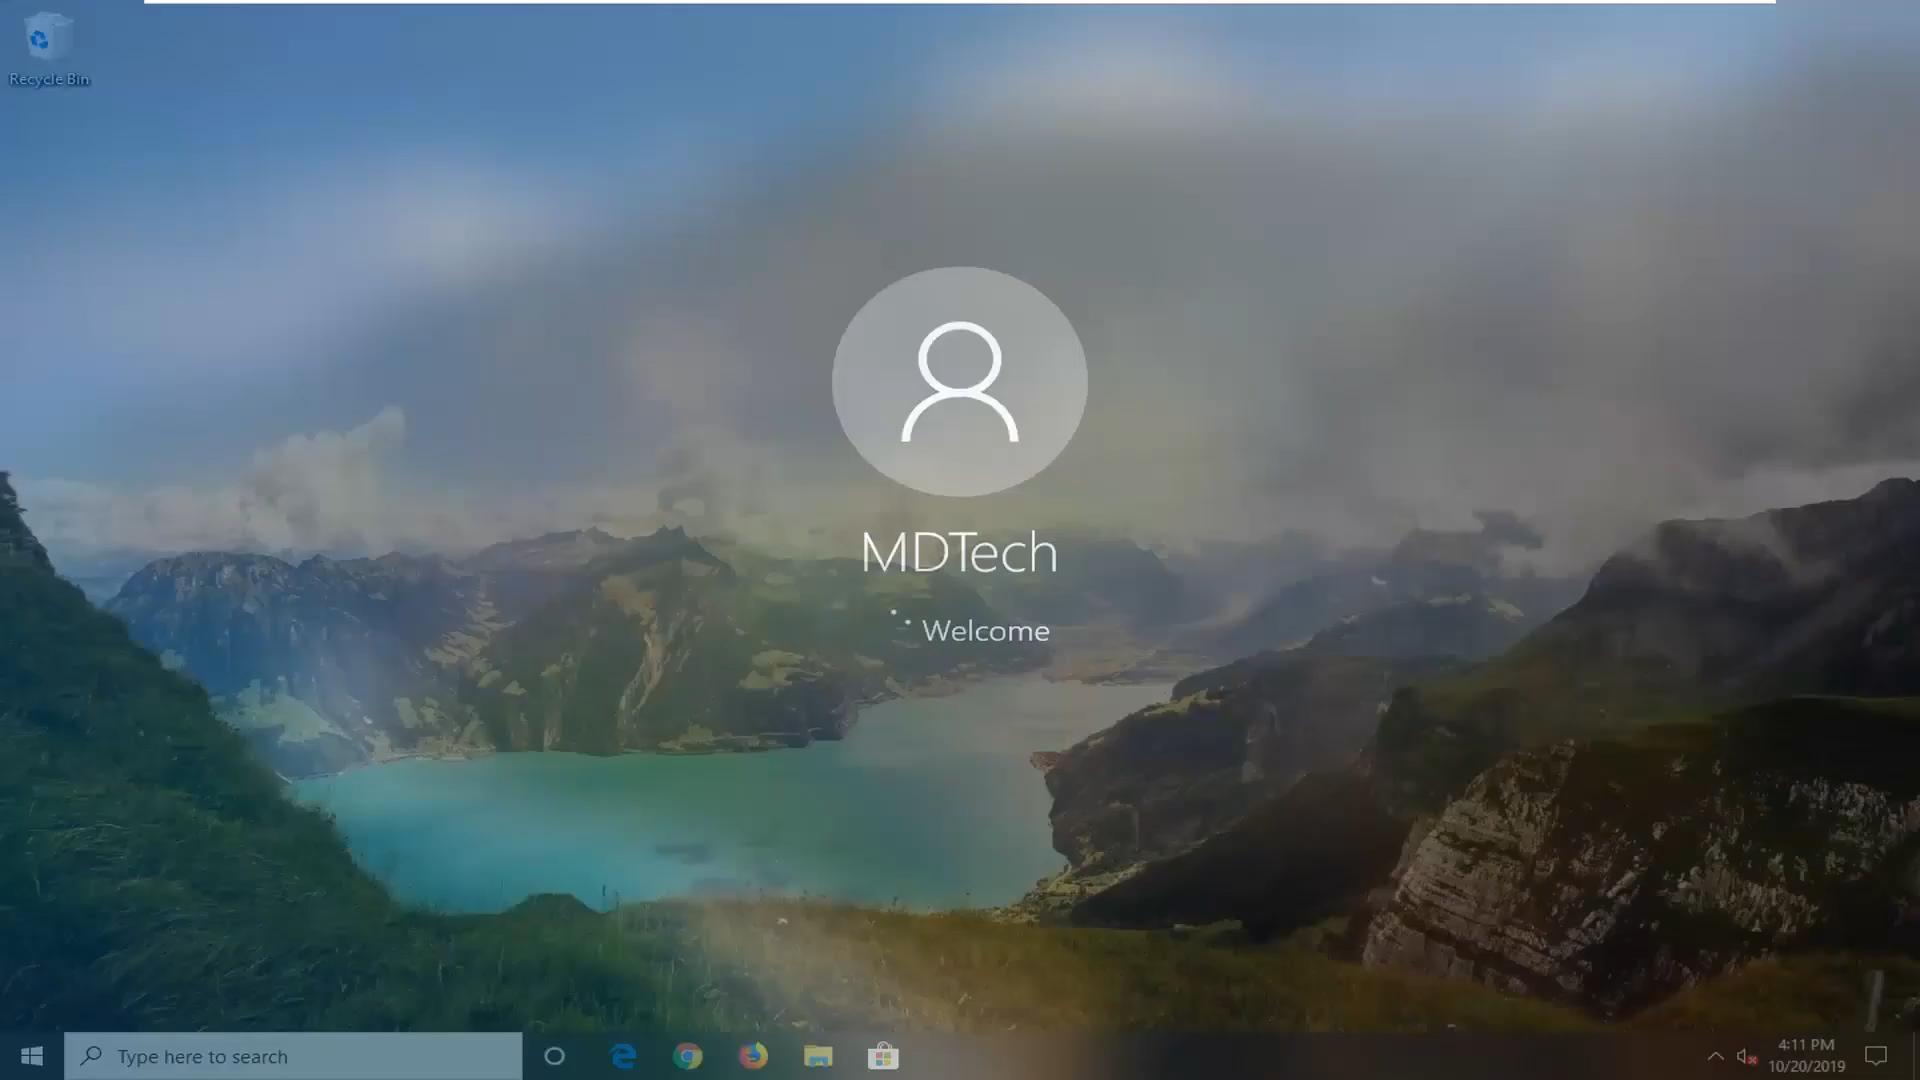 Recycle Bin
MDTech
Welcome
Type here to search
4:11 PM
10/20/2019